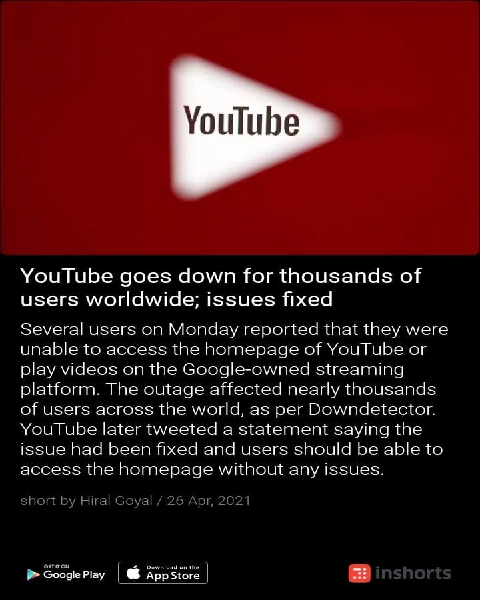 YouTube
YouTube goes down for thousands of
users worldwide; issues fixed
Several users on Monday reported that they were
unable to access the homepage of YouTube or
play videos on the Google-owned streaming
platform. The outage affected nearly thousands
of users across the world, as per Downdetector.
YouTube later tweeted a statement saying the
issue had been fixed and users should be able to
access the homepage without any issues.
short by Hiral Goyal / 26 Apr, 2021
GET IT ON
Google Play
Download on the
App Store
inshorts